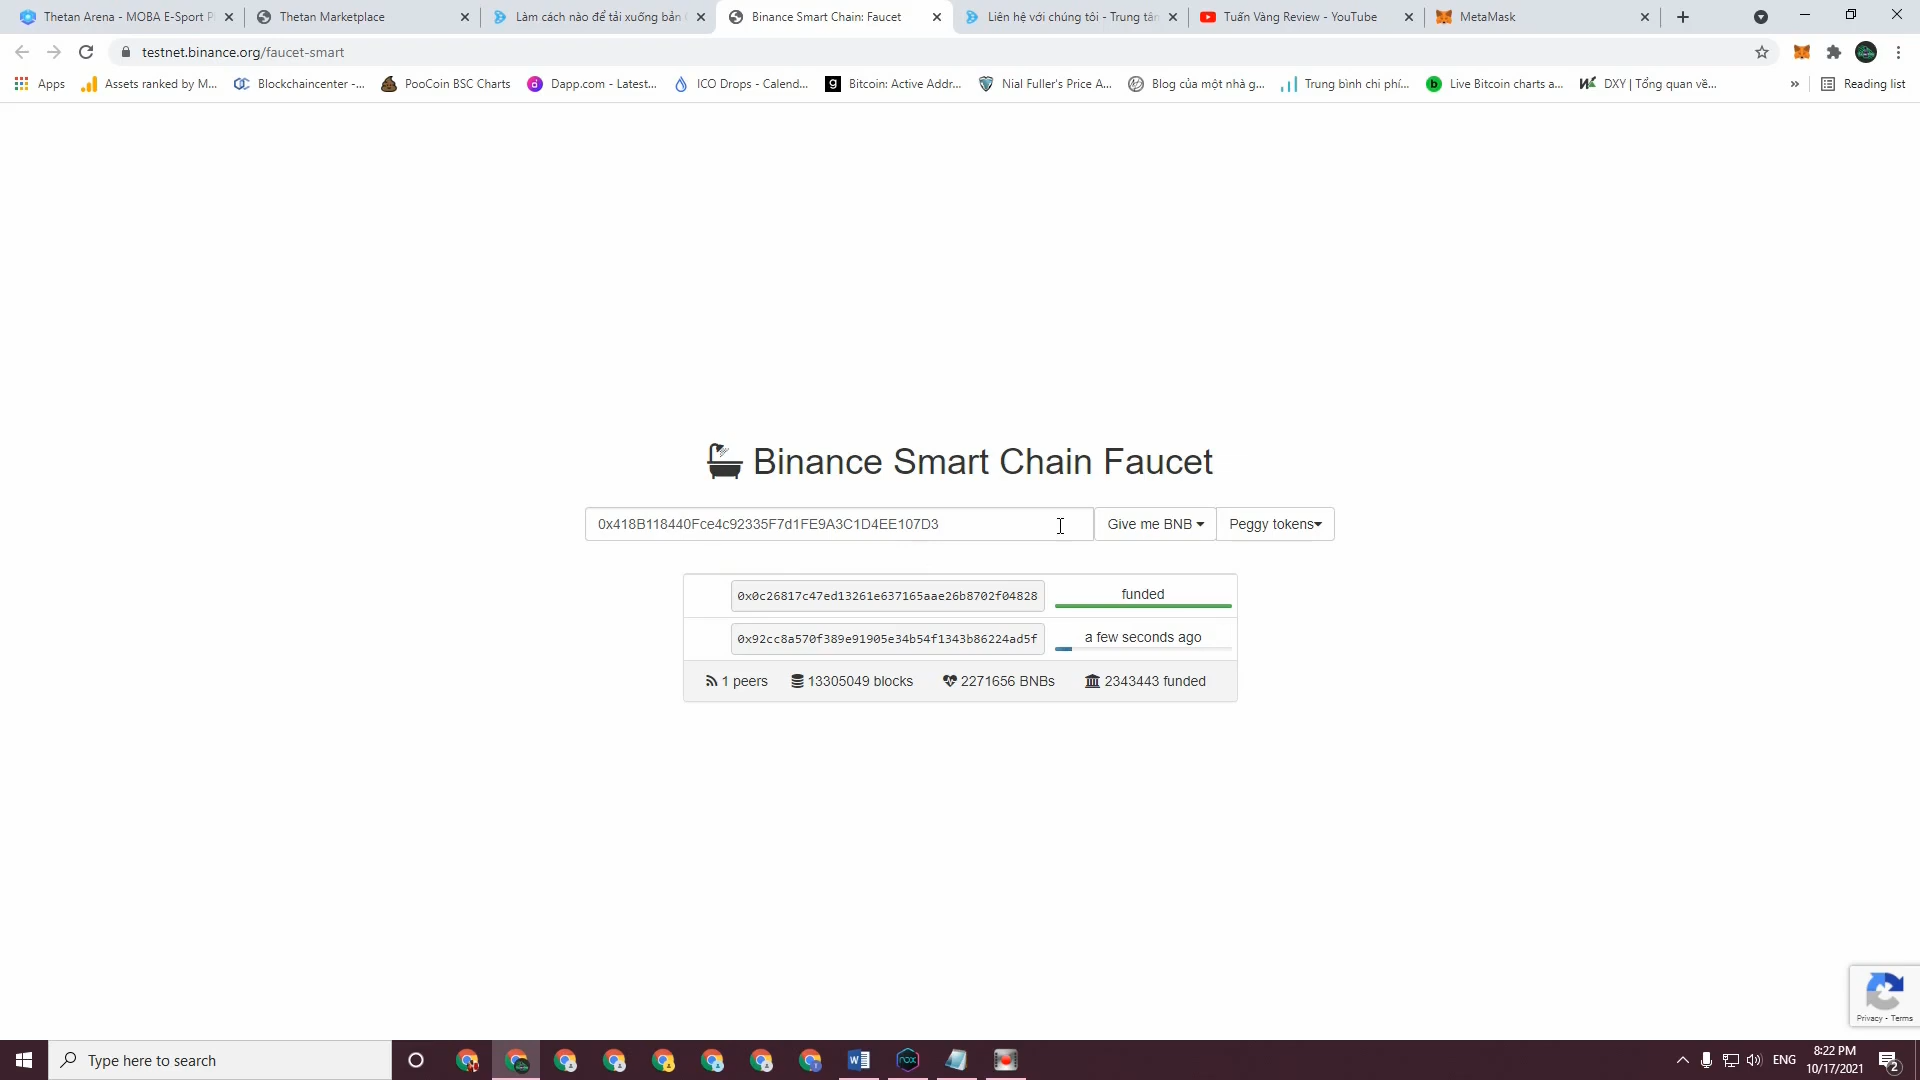 Thetan Arena - MOBA E-Sport P
Thetan Marketplace
Làm cách nào để tải xuống bản
Binance Smart Chain: Faucet
Liên hệ với chúng tôi - Trung tân
Tuấn Vàng Review - YouTube
MetaMask
testnet.binance.org/faucet-smart
Apps
Assets ranked by M...
Blockchaincenter -...
PooCoin BSC Charts
Dapp.com - Latest...
ICO Drops - Calend...
Bitcoin: Active Addr...
Nial Fuller's Price A...
Blog của một nhà g...
Trung bình chi phí...
Live Bitcoin charts a...
DXY | Tổng quan về...
»
Reading list
Binance Smart Chain Faucet
0x418B118440Fce4c92335F7d1FE9A3C1D4EE107D3
Give me BNB
Peggy tokens
0x0c26817c47ed13261e637165aae26b8702f04828
funded
0x92cc8a570f389e91905e34b54f1343b86224ad5f
a few seconds ago
1 peers
13305049 blocks
2271656 BNBs
2343443 funded
Privacy - Terms
Type here to search
nox
ENG
8:22 PM
10/17/2021
2